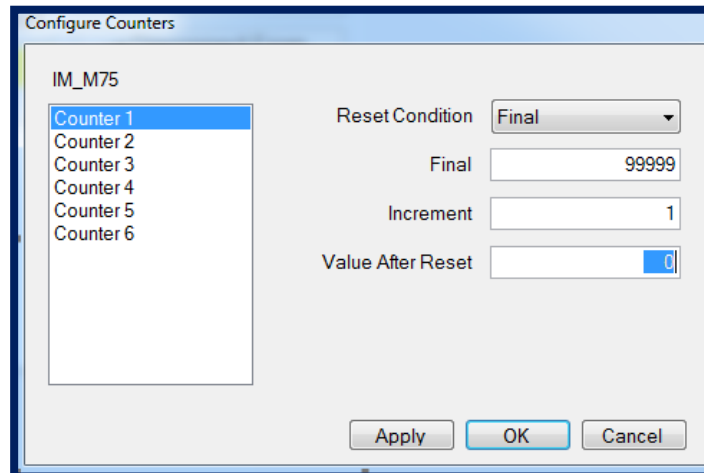 Configure Counters
IM_M75
Counter 1
Counter 2
Counter 3
Counter 4
Counter 5
Counter 6
Reset Condition Final
Final 99999
Increment 1
Value After Reset 0
Apply OK Cancel